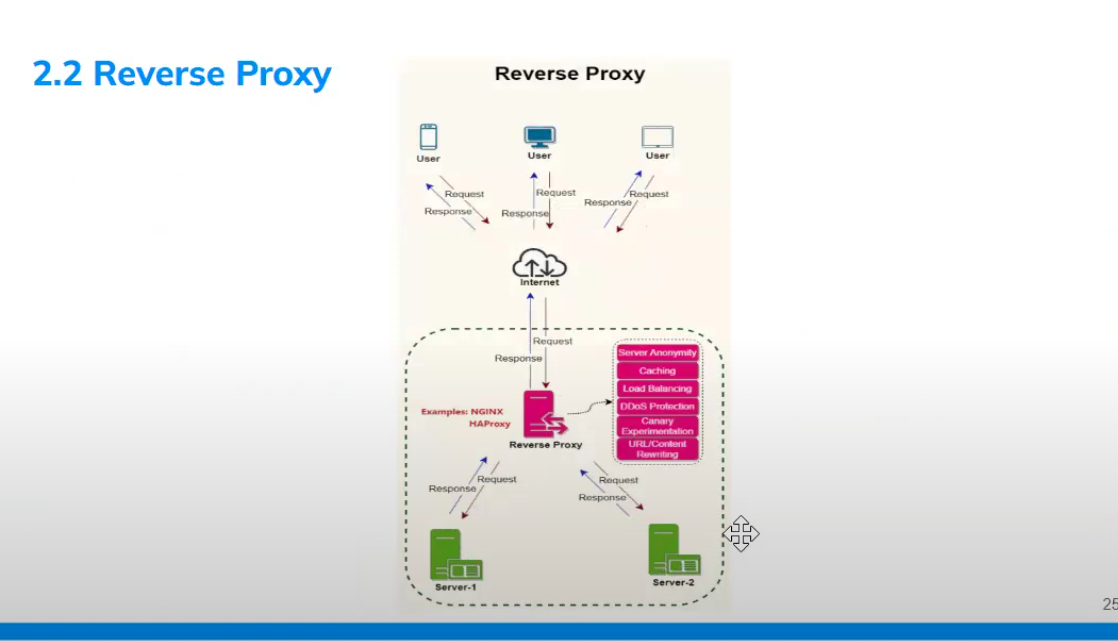 2.2 Reverse Proxy
Reverse Proxy
User
User
User
Request
Response
Request
Response
Request
Response
Internet
Request
Response
Server Anonymity
Caching
Load Balancing
DDoS Protection
Canary
Experimentation
URL/Content
Rewriting
Examples: NGINX
HAProxy
Reverse Proxy
Request
Response
Request
Response
Server-1
Server-2
25